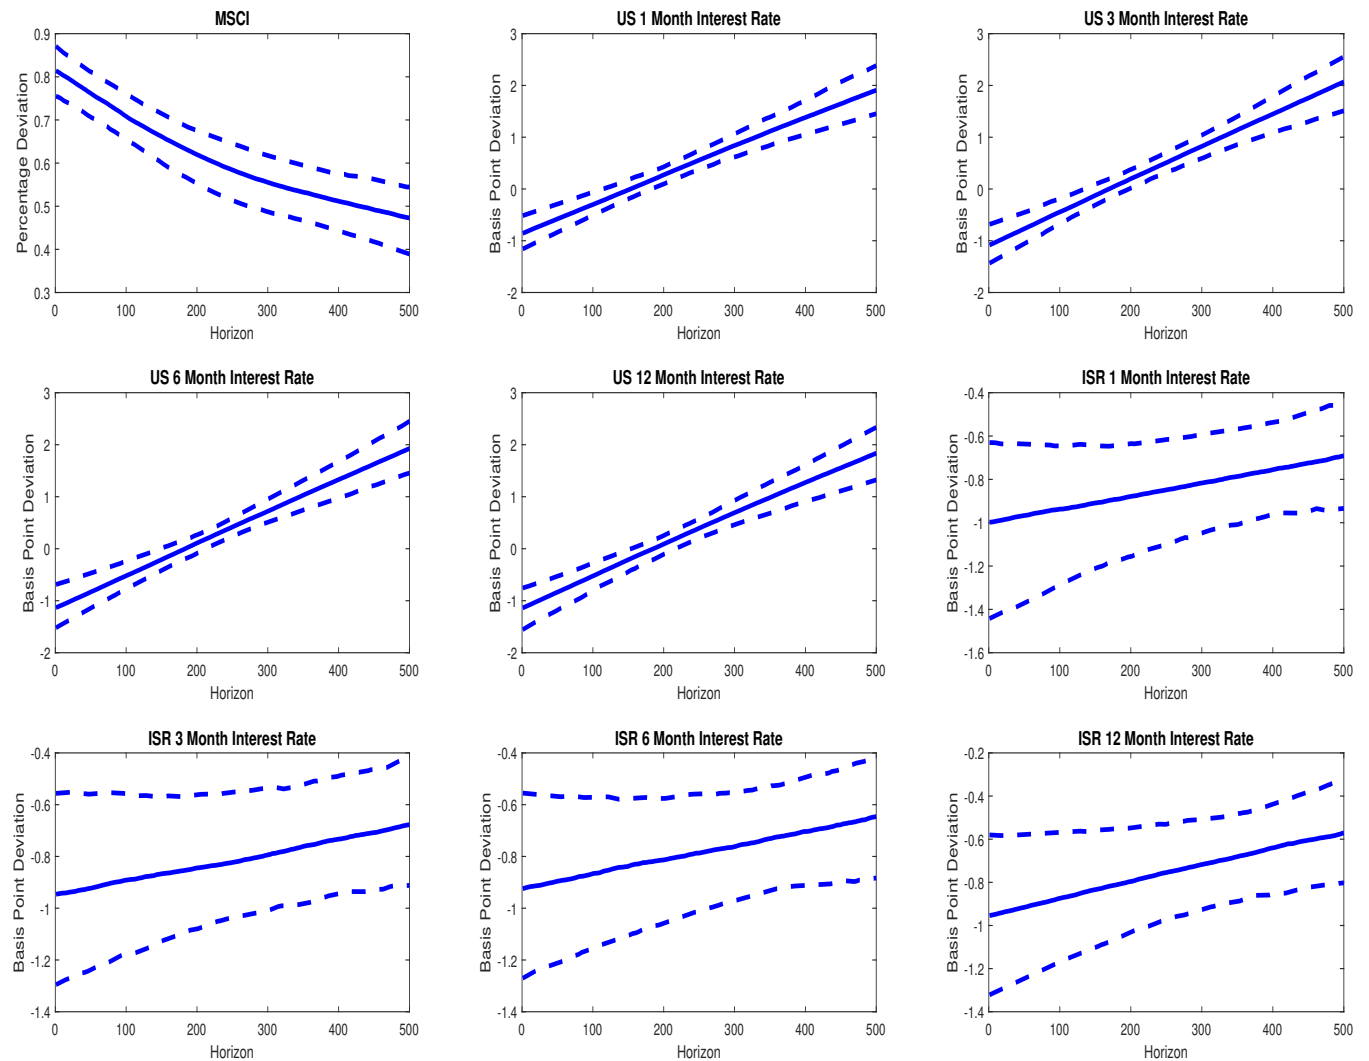 MSCI
Percentage Deviation
0.9
0.8
0.7
0.6
0.5
0.4
0.3
0 100 200 300 400 500
Horizon
US 1 Month Interest Rate
Basis Point Deviation
3
2
1
0
-1
-2
0 100 200 300 400 500
Horizon
US 3 Month Interest Rate
Basis Point Deviation
3
2
1
0
-1
-2
0 100 200 300 400 500
Horizon
US 6 Month Interest Rate
Basis Point Deviation
3
2
1
0
-1
-2
0 100 200 300 400 500
Horizon
US 12 Month Interest Rate
Basis Point Deviation
3
2
1
0
-1
-2
0 100 200 300 400 500
Horizon
ISR 1 Month Interest Rate
Basis Point Deviation
-0.4
-0.6
-0.8
-1
-1.2
-1.4
-1.6
0 100 200 300 400 500
Horizon
ISR 3 Month Interest Rate
Basis Point Deviation
-0.4
-0.6
-0.8
-1
-1.2
-1.4
0 100 200 300 400 500
Horizon
ISR 6 Month Interest Rate
Basis Point Deviation
-0.4
-0.6
-0.8
-1
-1.2
-1.4
0 100 200 300 400 500
Horizon
ISR 12 Month Interest Rate
Basis Point Deviation
-0.2
-0.4
-0.6
-0.8
-1
-1.2
-1.4
0 100 200 300 400 500
Horizon